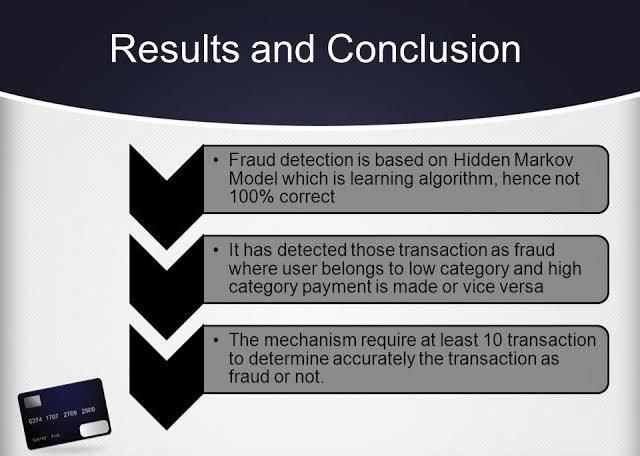 Results and Conclusion
• Fraud detection is based on Hidden Markov
Model which is learning algorithm, hence not
100% correct
• It has detected those transaction as fraud
where user belongs to low category and high
category payment is made or vice versa
• The mechanism require at least 10 transaction
to determine accurately the transaction as
fraud or not.